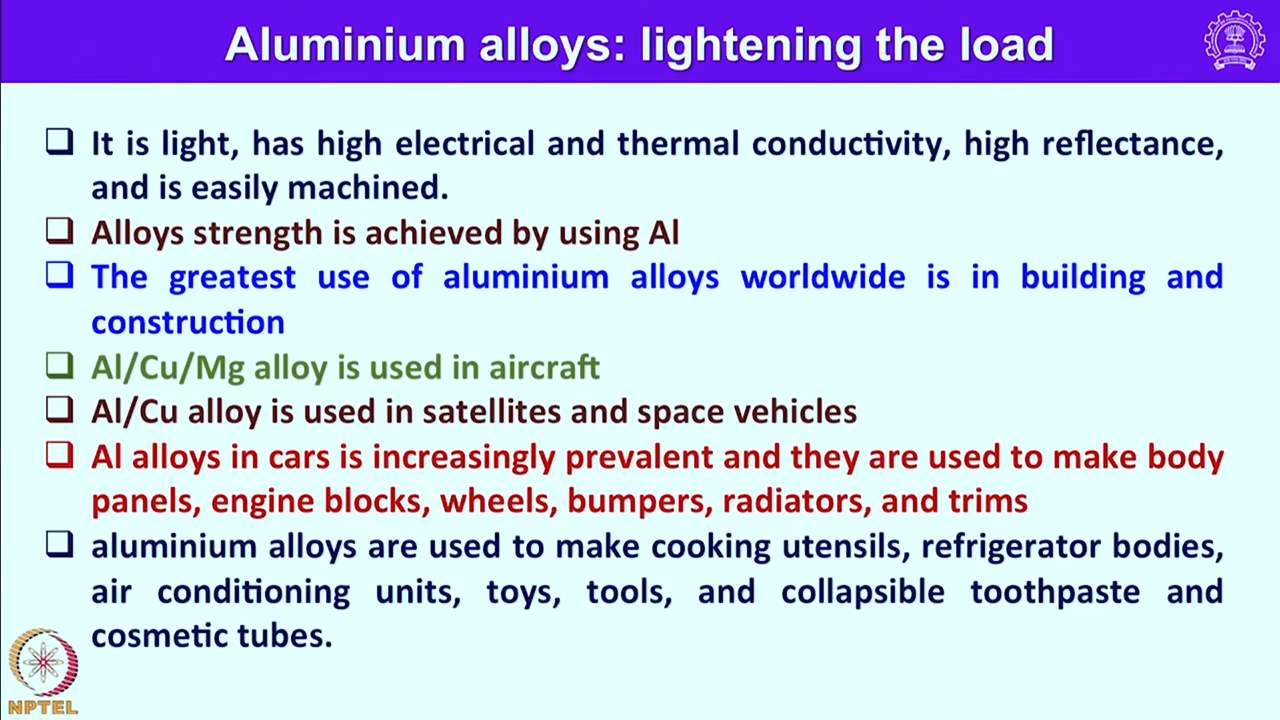 Aluminium alloys: lightening the load
❑ It is light, has high electrical and thermal conductivity, high reflectance,
and is easily machined.
❑ Alloys strength is achieved by using Al
❑ The greatest use of aluminium alloys worldwide is in building and
construction
❑ Al/Cu/Mg alloy is used in aircraft
❑ Al/Cu alloy is used in satellites and space vehicles
❑ Al alloys in cars is increasingly prevalent and they are used to make body
panels, engine blocks, wheels, bumpers, radiators, and trims
❑ aluminium alloys are used to make cooking utensils, refrigerator bodies,
air conditioning units, toys, tools, and collapsible toothpaste and
cosmetic tubes.
NPTEL